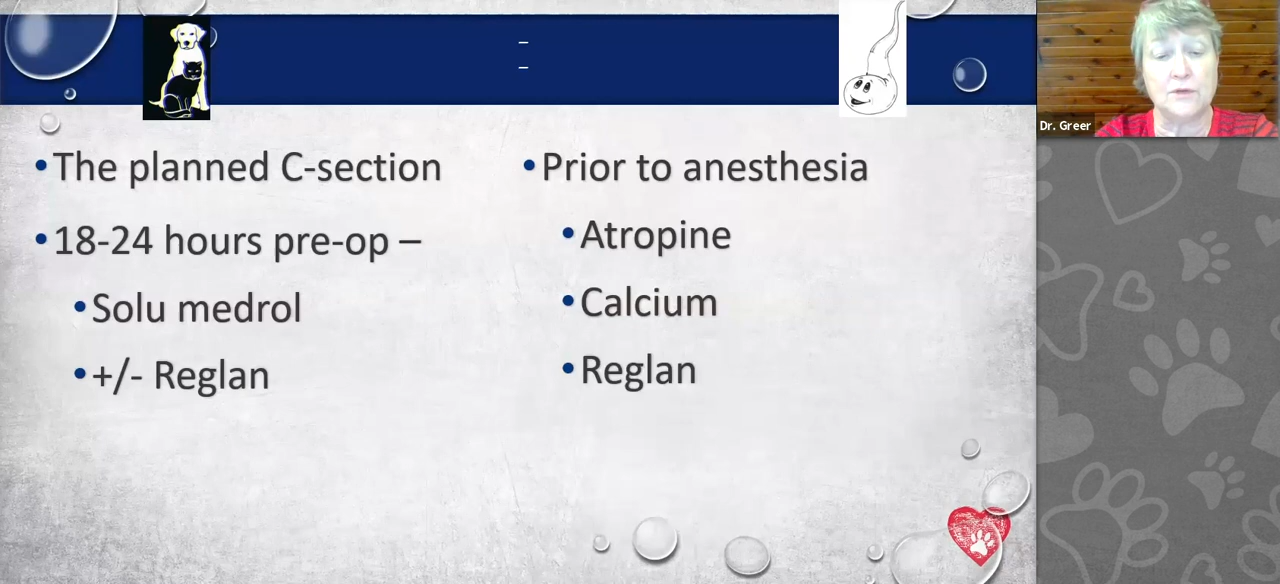 –
–
•The planned C-section
•18-24 hours pre-op –
•Solu medrol
•+/- Reglan
•Prior to anesthesia
•Atropine
•Calcium
•Reglan
Dr. Greer